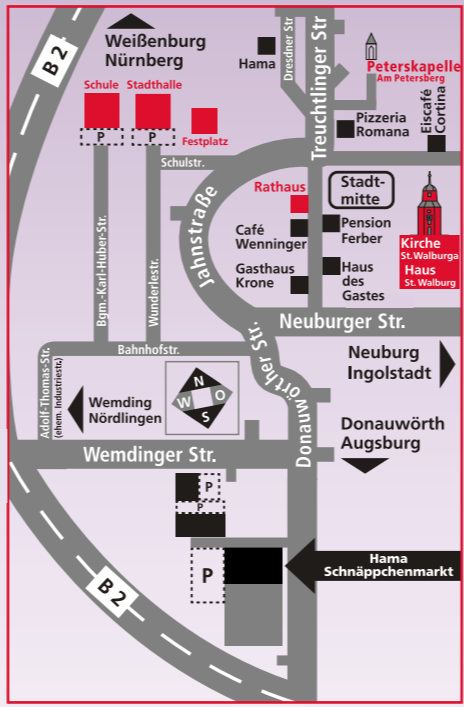 B 2
Weißenburg
Nürnberg
Hama
Dresdner Str
Treuchtlinger Str
Peterskapelle
Am Petersberg
Schule
Stadthalle
P
P
Festplatz
Pizzeria
Romana
Eiscafé
Cortina
Schulstr.
Jahnstraße
Rathaus
Stadt-
mitte
Café
Wenninger
Pension
Ferber
Kirche
St.Walburga
Haus
St. Walburg
Gasthaus
Krone
Haus
des
Gastes
Bgm.-Karl-Huber-Str.
Wunderlestr.
Neuburger Str.
Bahnhofstr.
Adolf-Thomas-Str.
(ehem. Industriestr.)
Wemding
Nördlingen
N
W O
S
Donauwörther Str.
Neuburg
Ingolstadt
Donauwörth
Augsburg
Wemdinger Str.
P
P
P
Hama
Schnäppchenmarkt
B 2